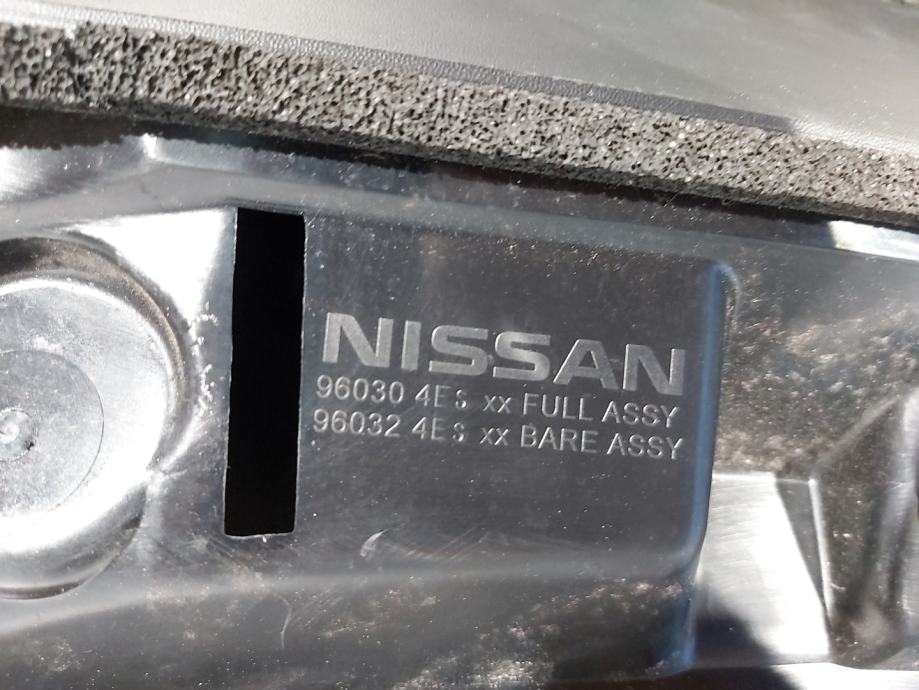 NISSAN
96030 4ES xx FULL ASSY
96032 4ES xx BARE ASSY